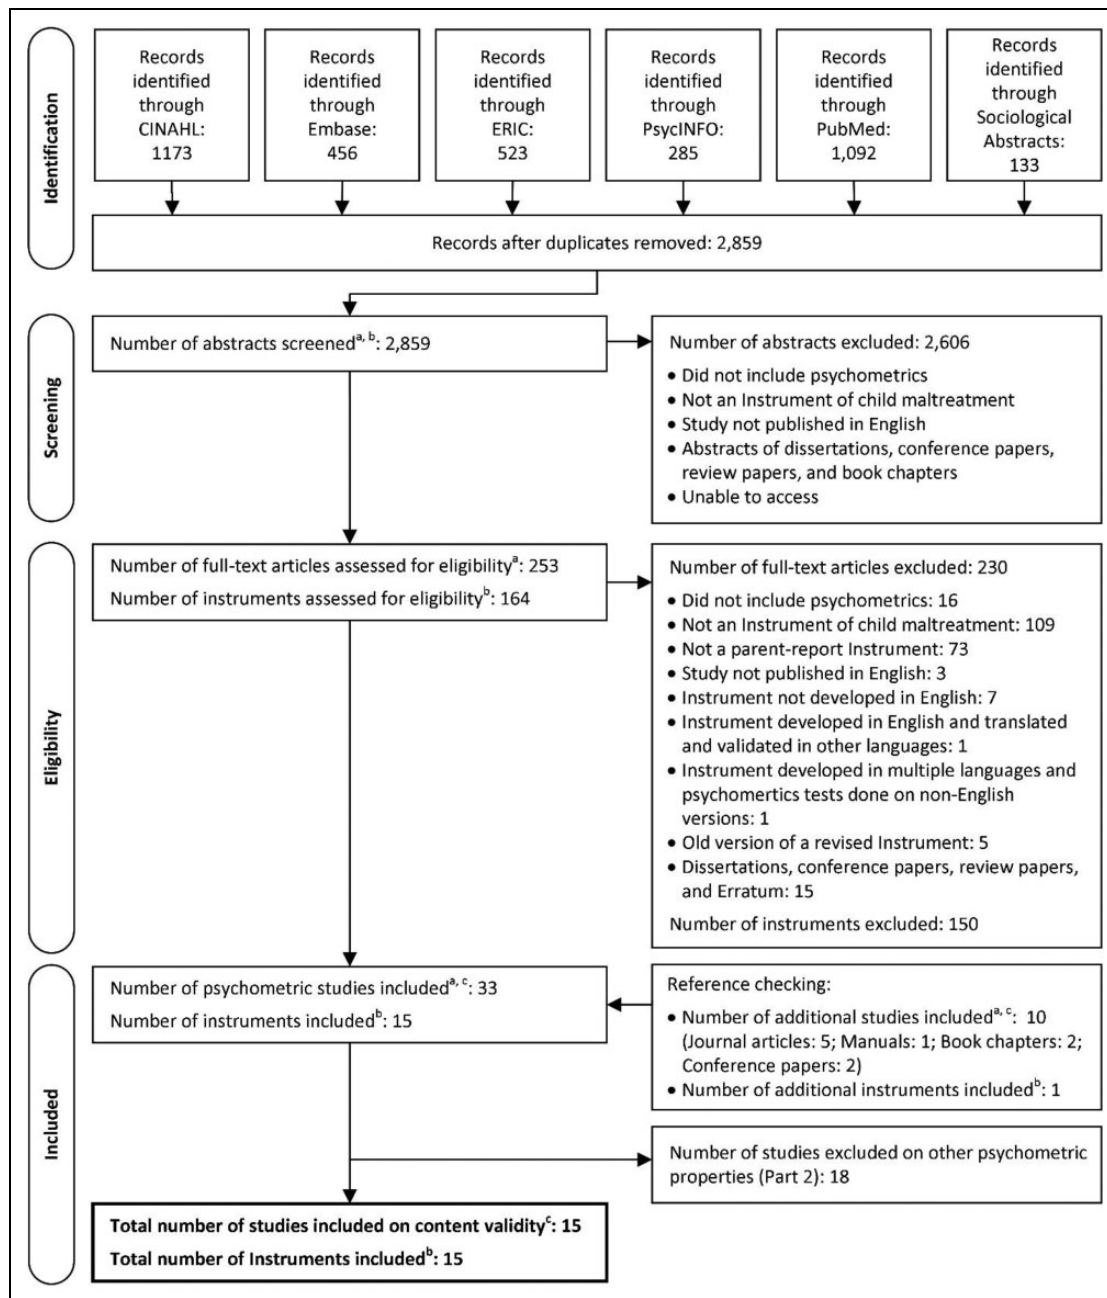 Identification
Records
identified
through
CINAHL:
1173
Records
identified
through
Embase:
456
Records
identified
through
ERIC:
523
Records
identified
through
PsycINFO:
285
Records
identified
through
PubMed:
1,092
Records
identified
through
Sociological
Abstracts:
133
Records after duplicates removed: 2,859
Screening
Number of abstracts screened^a, b: 2,859
Number of abstracts excluded: 2,606
• Did not include psychometrics
• Not an Instrument of child maltreatment
• Study not published in English
• Abstracts of dissertations, conference papers,
review papers, and book chapters
• Unable to access
Eligibility
Number of full-text articles assessed for eligibility^a: 253
Number of instruments assessed for eligibility^b: 164
Number of full-text articles excluded: 230
• Did not include psychometrics: 16
• Not an Instrument of child maltreatment: 109
• Not a parent-report Instrument: 73
• Study not published in English: 3
• Instrument not developed in English: 7
• Instrument developed in English and translated
and validated in other languages: 1
• Instrument developed in multiple languages and
psychomertics tests done on non-English
versions: 1
• Old version of a revised Instrument: 5
• Dissertations, conference papers, review papers,
and Erratum: 15
Number of instruments excluded: 150
Included
Number of psychometric studies included^a, c: 33
Number of instruments included^b: 15
Reference checking:
• Number of additional studies included^a, c: 10
(Journal articles: 5; Manuals: 1; Book chapters: 2;
Conference papers: 2)
• Number of additional instruments included^b: 1
Number of studies excluded on other psychometric
properties (Part 2): 18
Total number of studies included on content validity^c: 15
Total number of Instruments included^b: 15